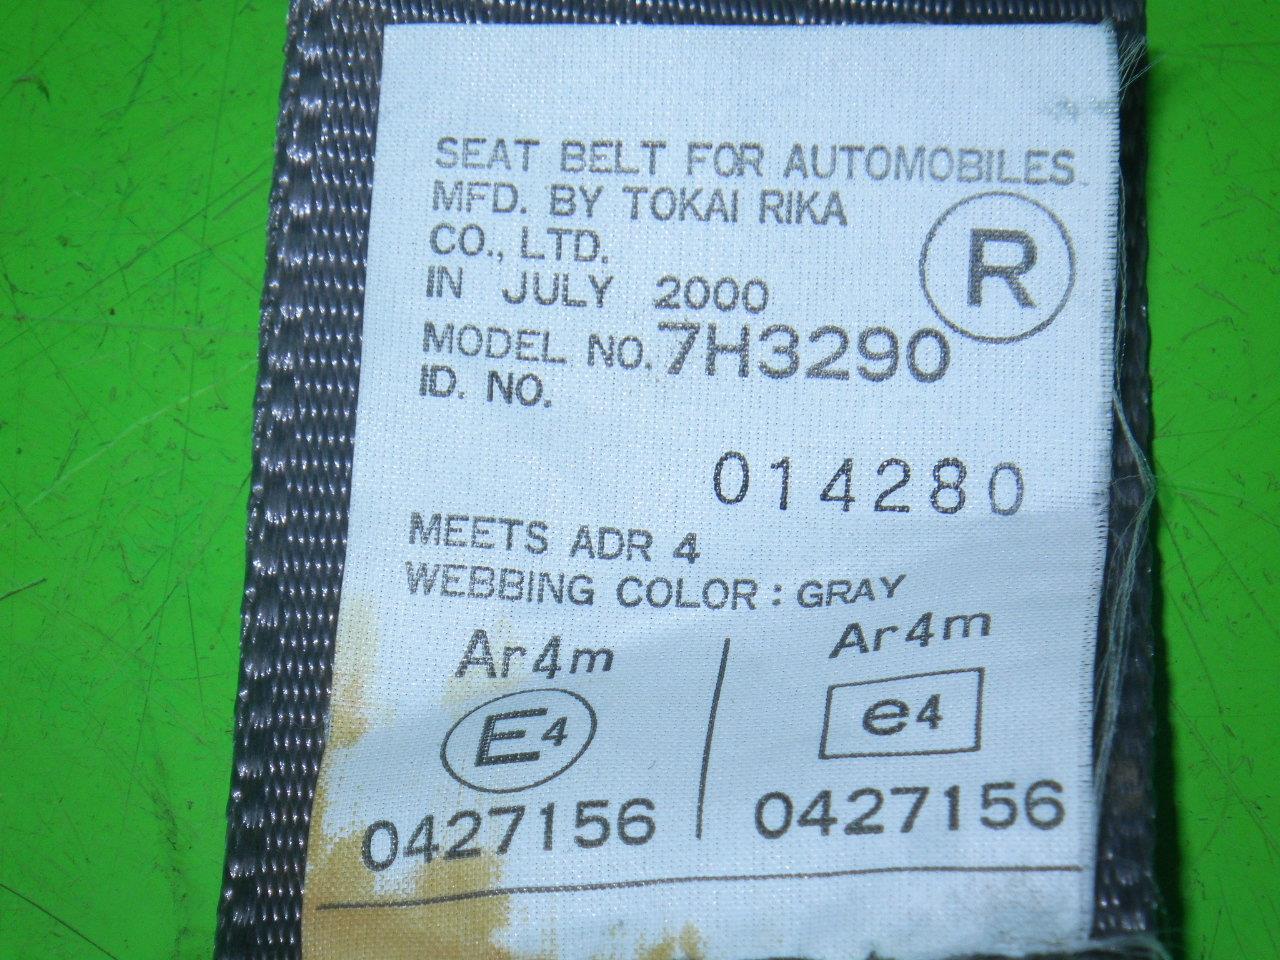 SEAT BELT FOR AUTOMOBILES
MFD. BY TOKAI RIKA
CO., LTD.
R
IN JULY 2000
MODEL NO. 7H3290
ID. NO.
014280
MEETS ADR 4
WEBBING COLOR : GRAY
Ar4m
E4
0427156
Ar4m
e4
0427156